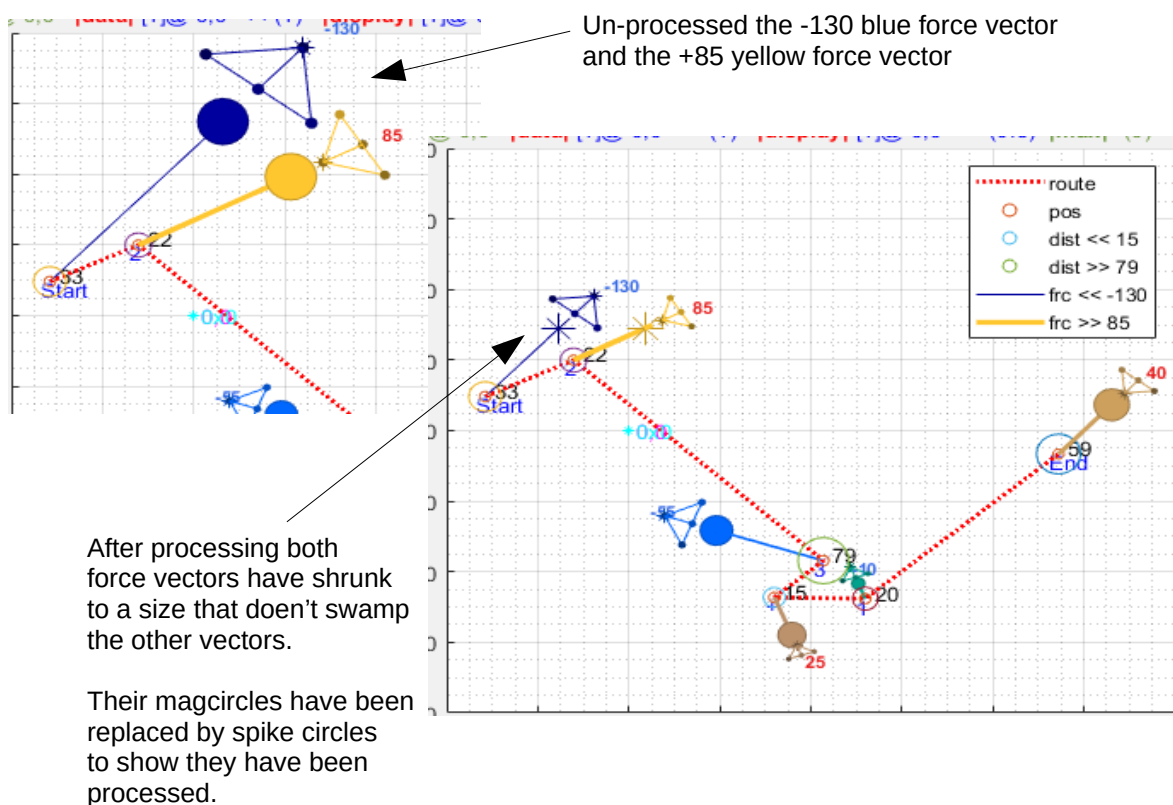 -130
Un-processed the -130 blue force vector
and the +85 yellow force vector
85
22
2
33
Start
0,0
-95
route
pos
dist << 15
dist >> 79
frc << -130
frc >> 85
-130
85
22
2
33
Start
0,0
40
59
End
-95
79
3
-10
15
20
1
25
After processing both
force vectors have shrunk
to a size that doen't swamp
the other vectors.
Their magcircles have been
replaced by spike circles
to show they have been
processed.